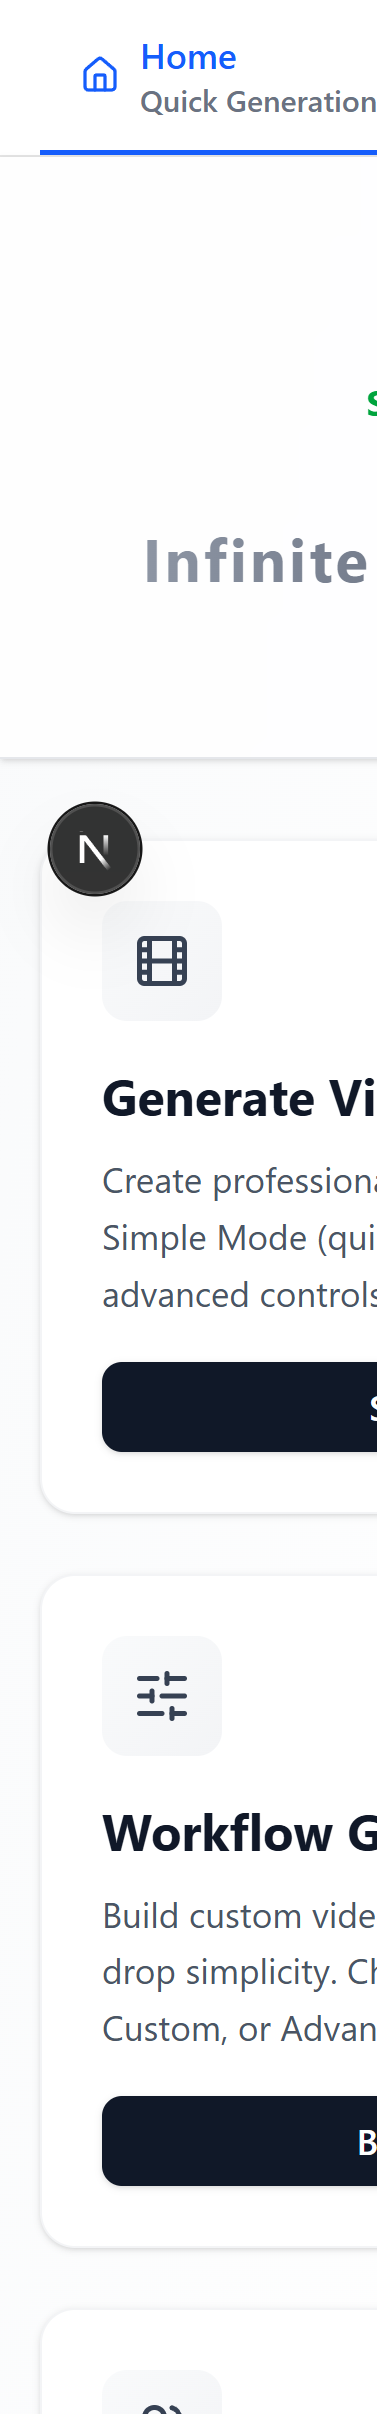 Home
Quick Generation
Infinite
N
Generate Vi
Create professiona
Simple Mode (qui
advanced controls
S
Workflow G
Build custom vide
drop simplicity. Ch
Custom, or Advan
B